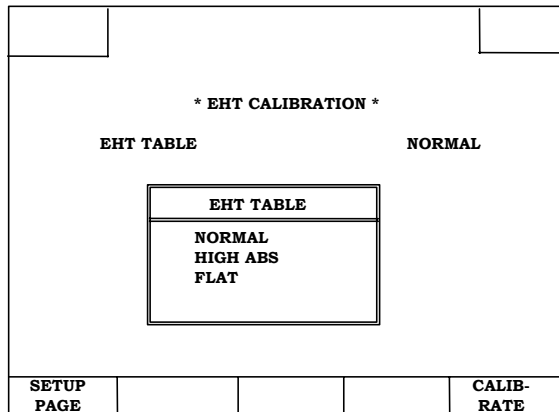 * EHT CALIBRATION *
EHT TABLE NORMAL
EHT TABLE
NORMAL
HIGH ABS
FLAT
SETUP PAGE
CALIB-
RATE